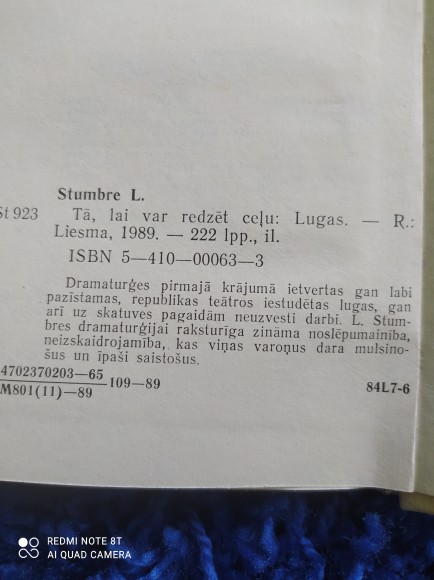 Stumbre L.
St 923 Tā, lai var redzēt ceļu: Lugas. — R.:
Liesma, 1989. — 222 lpp., il.
ISBN 5—410—00063—3
Dramaturģes pirmajā krājumā ietvertas gan labi
pazīstamas, republikas teātros iestudētas lugas, gan
arī uz skatuves pagaidām neuzvesti darbi. L. Stum-
bres dramaturģijai raksturīga zināma noslēpumainība,
neizskaidrojamība, kas viņas varoņus dara mulsino-
šus un īpaši saistošus.
4702370203—65
109—89
M801(11)—89
84L7-6
REDMI NOTE 8T
AI QUAD CAMERA